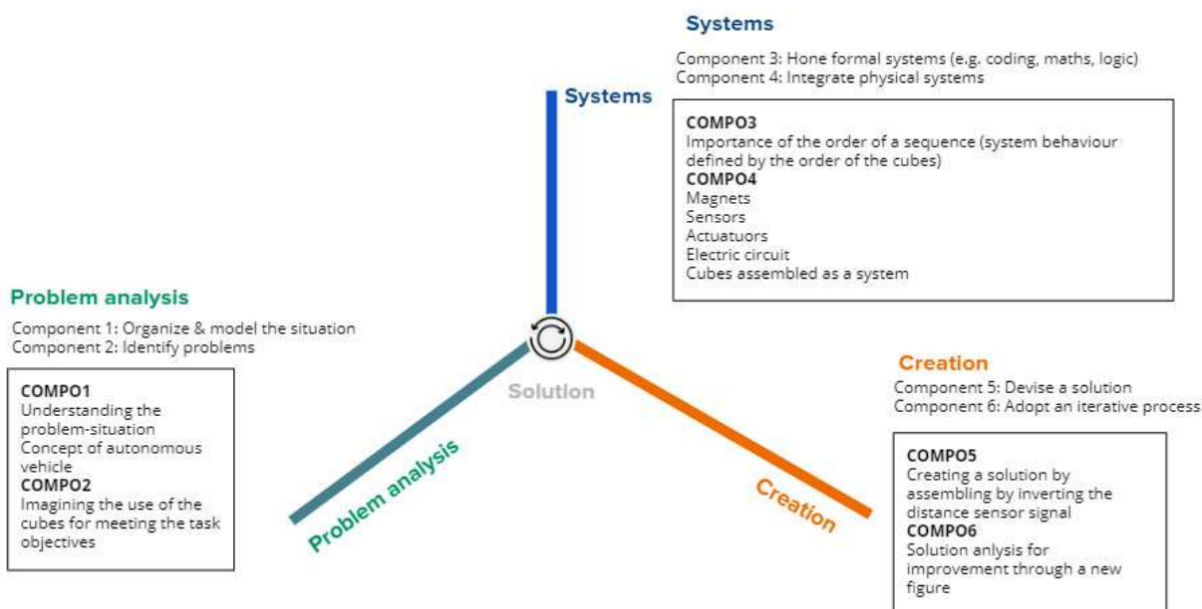 Systems
Component 3: Hone formal systems (e.g. coding, maths, logic)
Component 4: Integrate physical systems
Systems
COMPO3
Importance of the order of a sequence (system behaviour
defined by the order of the cubes)
COMPO4
Magnets
Sensors
Actuatuors
Electric circuit
Cubes assembled as a system
Problem analysis
Component 1: Organize & model the situation
Component 2: Identify problems
COMPO1
Understanding the
problem-situation
Concept of autonomous
vehicle
COMPO2
Imagining the use of the
cubes for meeting the task
objectives
Solution
Problem analysis
Creation
Creation
Component 5: Devise a solution
Component 6: Adopt an iterative process
COMPO5
Creating a solution by
assembling by inverting the
distance sensor signal
COMPO6
Solution anlysis for
improvement through a new
figure